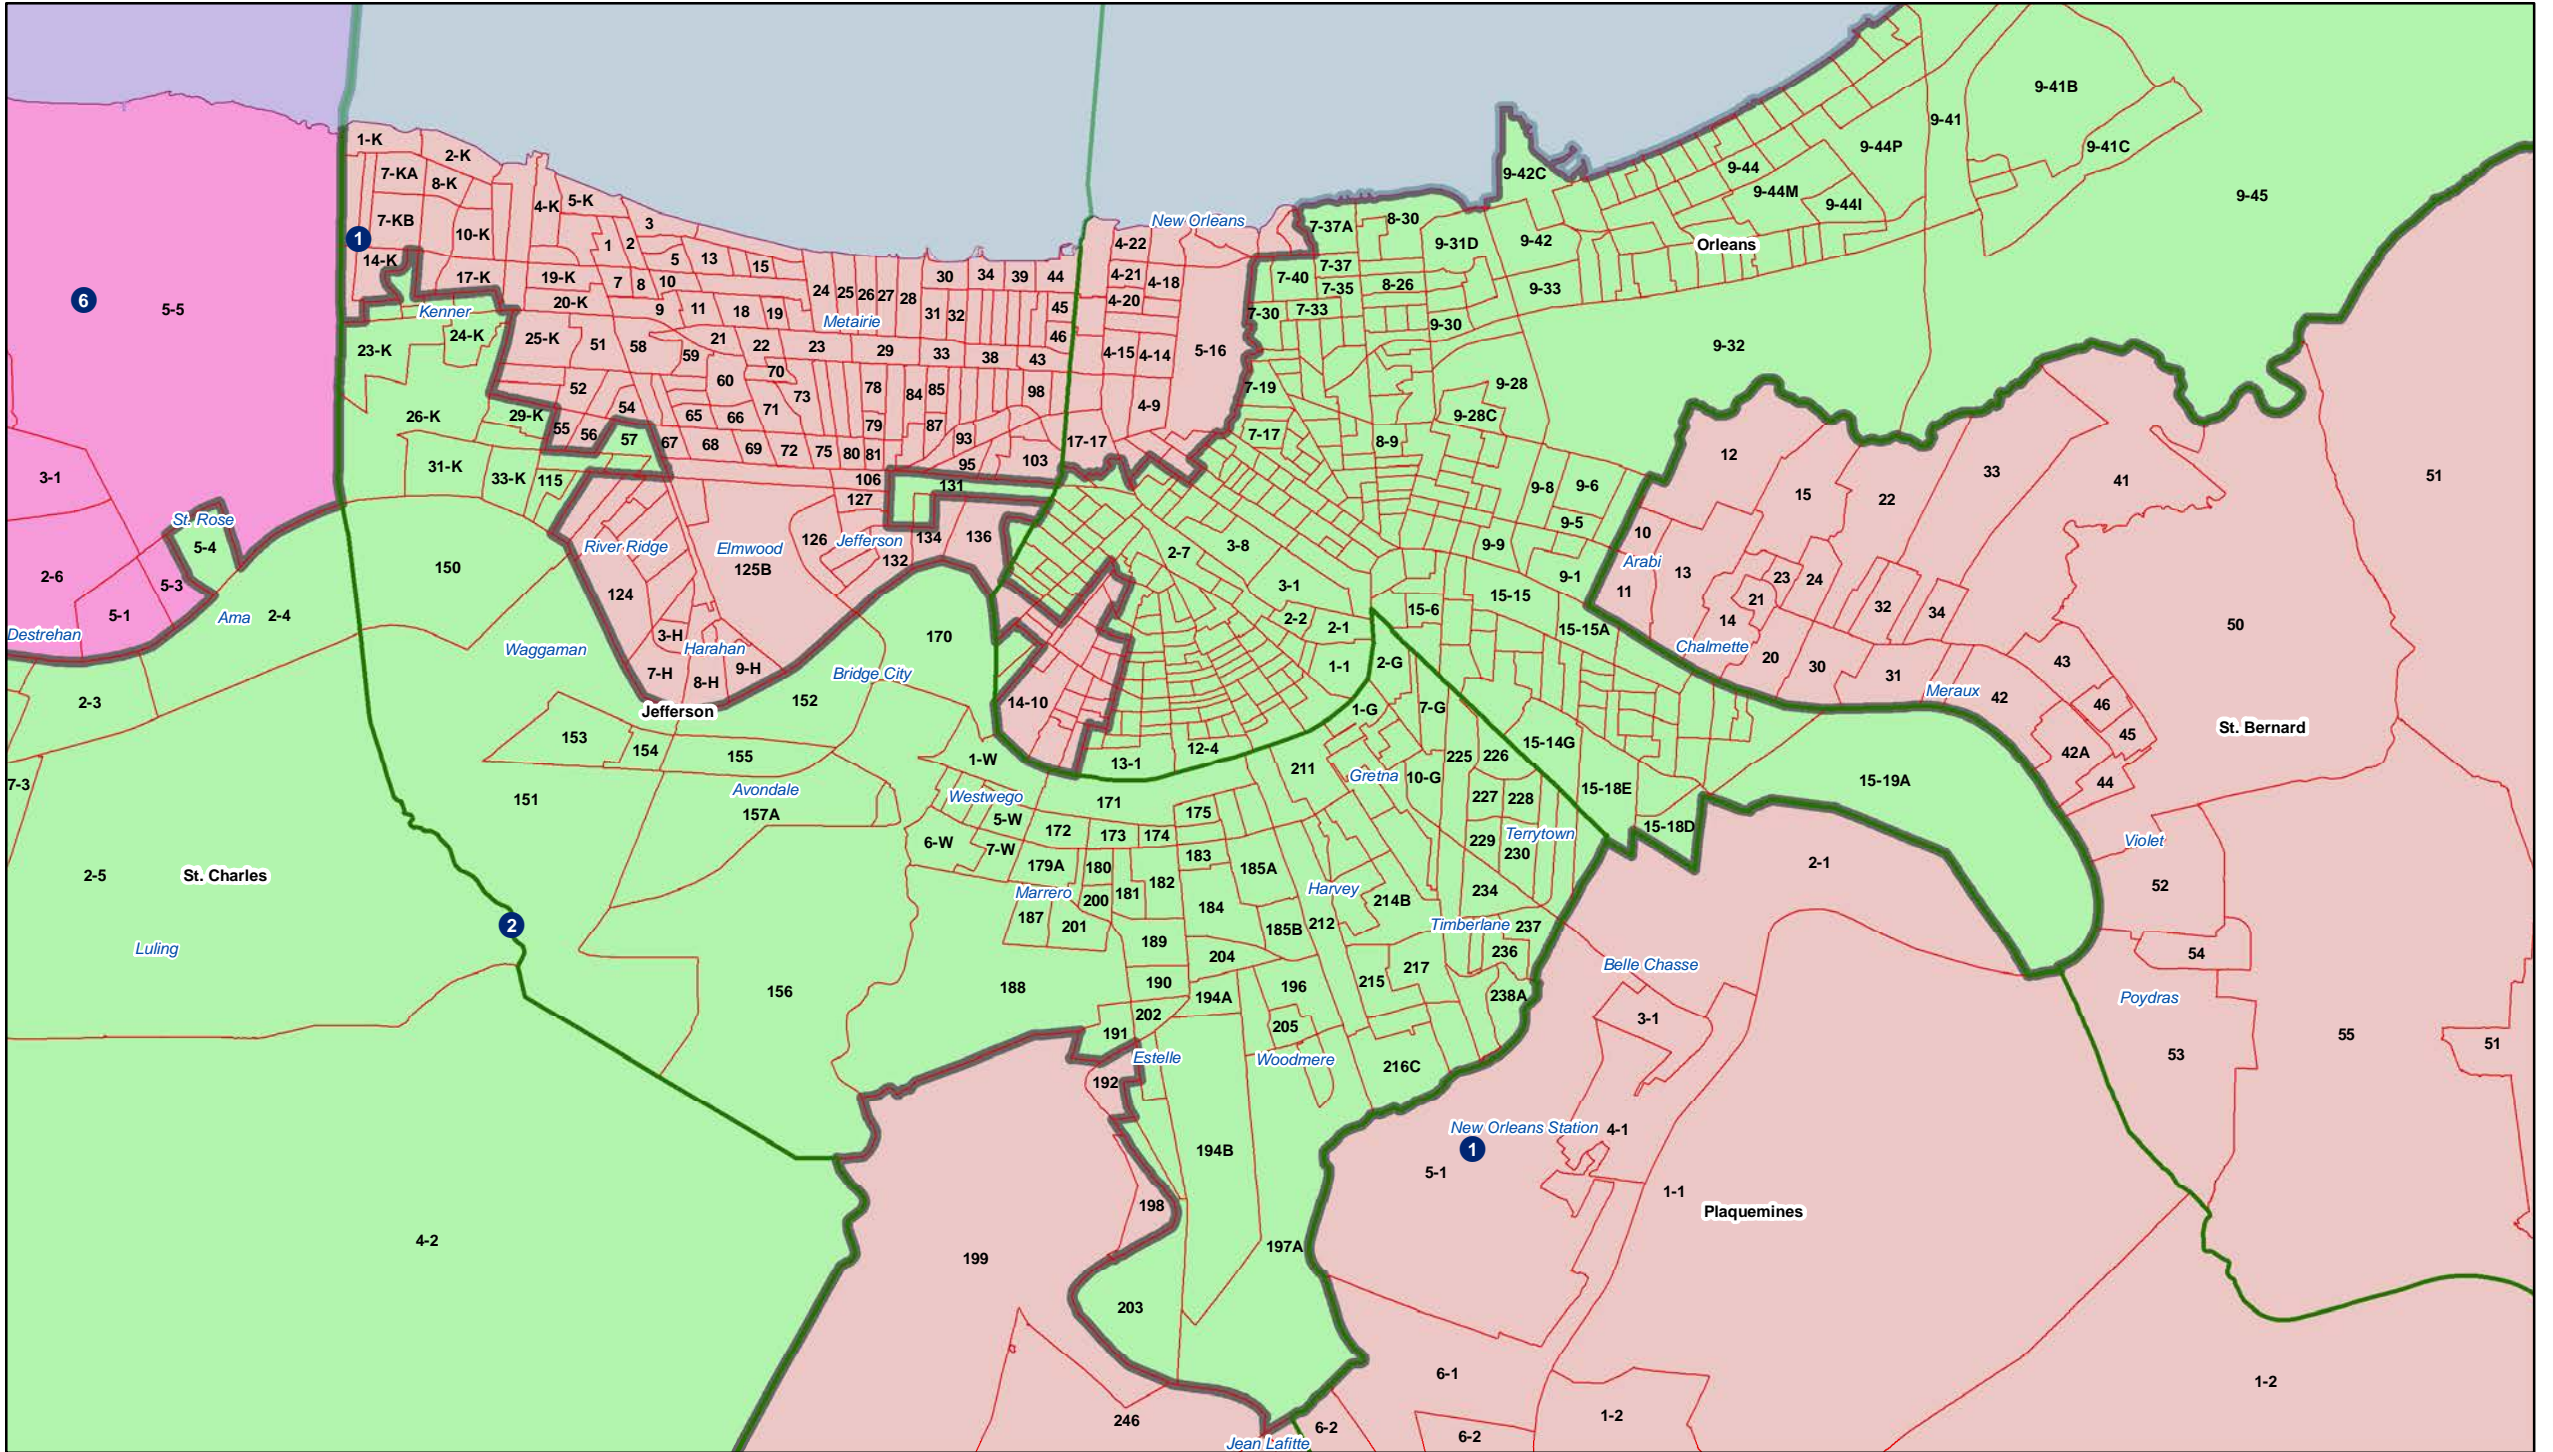 1-K
2-K
7-KA
8-K
4-K
5-K
3
7-KB
10-K
1
2
1
14-K
17-K
19-K
5
13
15
7
8
10
20-K
Kenner
9
11
18
19
24
25
26
27
28
30
34
39
44
31
32
45
46
Metairie
23-K
24-K
25-K
51
58
59
21
22
23
29
33
38
43
6
5-5
26-K
29-K
52
54
55
56
57
60
70
73
71
65
66
67
68
69
72
75
80
81
78
79
84
85
87
93
95
98
103
31-K
33-K
115
106
127
131
126
Jefferson
134
136
132
3-1
St. Rose
5-4
2-6
5-3
5-1
Destrehan
Ama
2-4
150
River Ridge
Elmwood
125B
124
3-H
Harahan
7-H
8-H
9-H
Jefferson
Waggaman
Bridge City
170
152
2-3
7-3
153
154
155
151
Avondale
157A
2-5
St. Charles
2
Luling
156
4-2
New Orleans
4-22
4-21
4-18
4-20
4-15
4-14
5-16
4-9
17-17
7-37A
8-30
9-31D
9-42C
9-42
7-40
7-37
7-35
8-26
9-33
7-30
7-33
9-30
7-19
7-17
8-9
9-28
9-28C
9-32
9-44
9-44M
9-44I
9-44P
9-41
9-41B
9-41C
9-45
Orleans
9-8
9-6
9-5
9-9
9-1
2-7
3-8
3-1
2-2
2-1
1-1
15-6
15-15
15-15A
2-G
1-G
7-G
14-10
12-4
13-1
1-W
Westwego
5-W
6-W
7-W
171
172
173
174
175
211
Gretna
10-G
225
226
15-14G
15-18E
15-18D
15-19A
227
228
229
230
Terrytown
179A
180
181
182
183
185A
Marrero
200
187
201
184
185B
212
Harvey
214B
234
Timberlane
237
236
189
204
190
194A
196
215
217
238A
188
202
191
205
Estelle
Woodmere
216C
192
194B
198
199
197A
203
246
Jean Lafitte
12
15
22
33
41
51
10
Arabi
11
13
23
24
21
14
32
34
Chalmette
20
30
31
Meraux
42
43
46
45
42A
44
50
St. Bernard
Violet
52
54
Poydras
53
55
51
2-1
Belle Chasse
3-1
New Orleans Station
4-1
1
5-1
1-1
Plaquemines
6-1
6-2
6-2
1-2
1-2